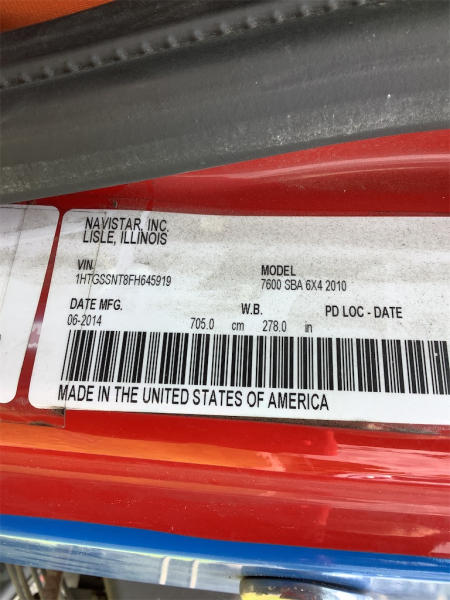 NAVISTAR, INC.
LISLE, ILLINOIS
VIN
1HTGSSNT8FH645919
MODEL
7600 SBA 6X4 2010
DATE MFG.
06-2014
W.B.
705.0 cm 278.0 in
PD LOC - DATE
MADE IN THE UNITED STATES OF AMERICA